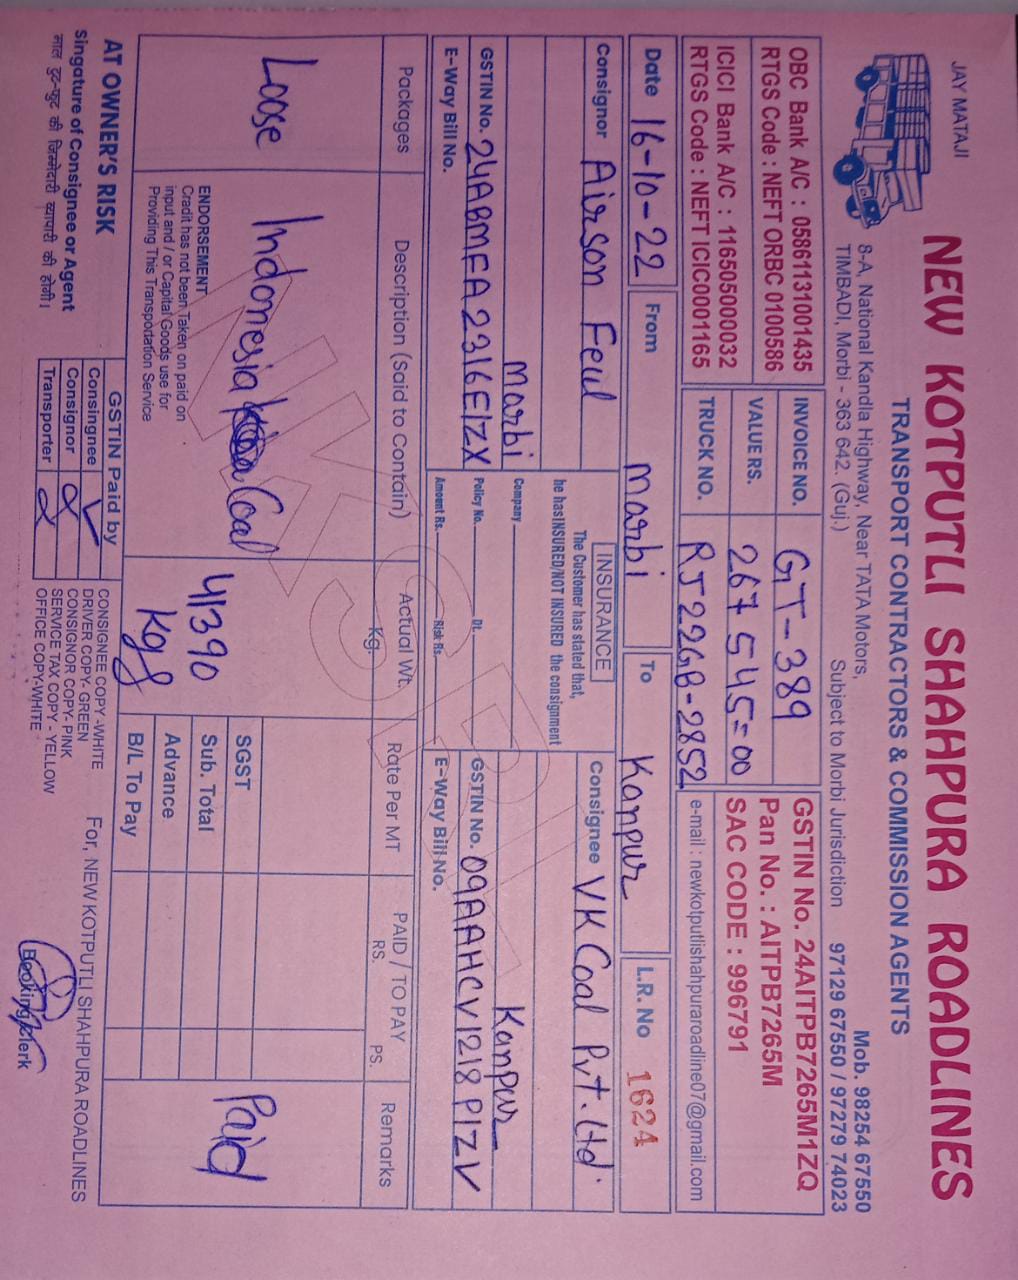 JAY MATAJI
NEW KOTPUTLI SHAHPURA ROADLINES
TRANSPORT CONTRACTORS & COMMISSION AGENTS
8-A, National Kandla Highway, Near TATA Motors,
TIMBADI, Morbi - 363 642. (Guj.)
Subject to Morbi Jurisdiction
Mob. 98254 67550
97129 67550 / 97279 74023
OBC Bank A/C : 05861131001435
RTGS Code : NEFT ORBC 0100586
ICICI Bank A/C : 116505000032
RTGS Code : NEFT ICIC0001165
INVOICE NO. GT-389
VALUE RS. 267545=00
TRUCK NO. RJ22GB-2852
GSTIN No. 24AITPB7265M1ZQ
Pan No. : AITPB7265M
SAC CODE : 996791
e-mail : newkotputlishahpuraroadline07@gmail.com
Date 16-10-22 From Morbi To Kanpur L.R. No 1624
Consignor Airson Feul
Morbi
GSTIN No. 24ABMFA2316E1ZX
E-Way Bill No.
INSURANCE
The Customer has stated that,
he has INSURED/NOT INSURED the consignment
Company
Policy No. Dt.
Amount Rs. Risk Rs.
Consignee VK Coal Pvt. Ltd.
Kanpur
GSTIN No. 09AAHCV1218P1ZV
E-Way Bill No.
Packages Description (Said to Contain) Actual Wt. Kg. Rate Per MT PAID / TO PAY RS. PS. Remarks
Loose Indonesia Coal 41390 Kgs Paid
SGST
Sub. Total
Advance
B/L To Pay
ENDORSEMENT
Cradit has not been Taken on paid on
input and / or Capital Goods use for
Providing This Transportation Service
NKSRL
AT OWNER'S RISK
Singature of Consignee or Agent
माल टुट-फुट की जिम्मेदारी व्यापारी की होगी।
GSTIN Paid by
Consingnee
Consignor
Transporter
CONSIGNEE COPY -WHITE
DRIVER COPY- GREEN
CONSIGNOR COPY- PINK
SERVICE TAX COPY - YELLOW
OFFICE COPY-WHITE
For, NEW KOTPUTLI SHAHPURA ROADLINES
Booking Clerk